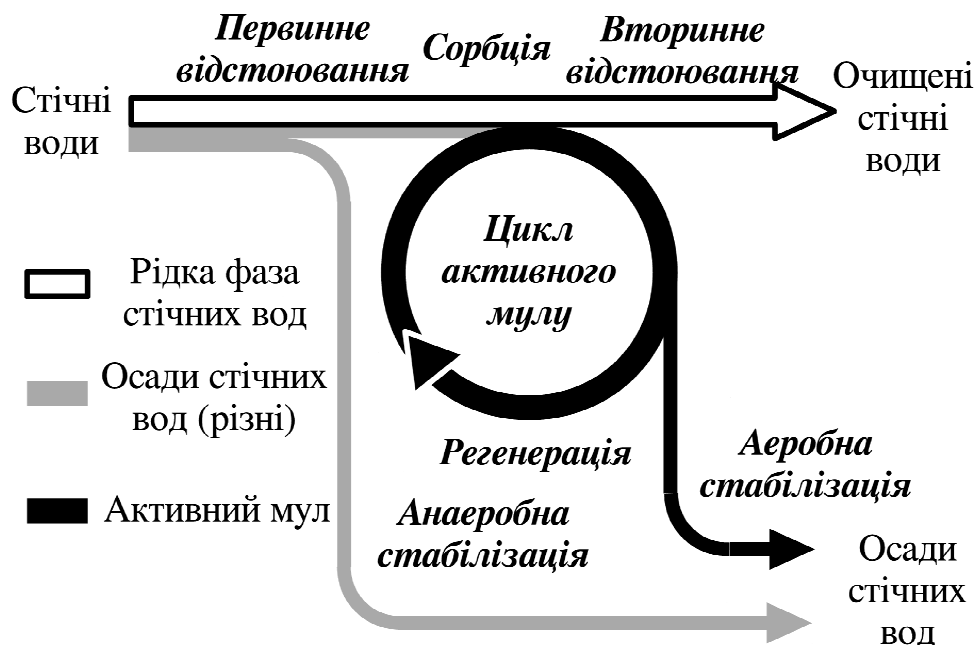 Первинне
відстоювання
Сорбція
Вторинне
відстоювання
Стічні
води
Очищені
стічні
води
Цикл
активного
мулу
Рідка фаза
стічних вод
Осади стічних
вод (різні)
Регенерація
Аеробна
стабілізація
Активний мул
Анаеробна
стабілізація
Осади
стічних
вод